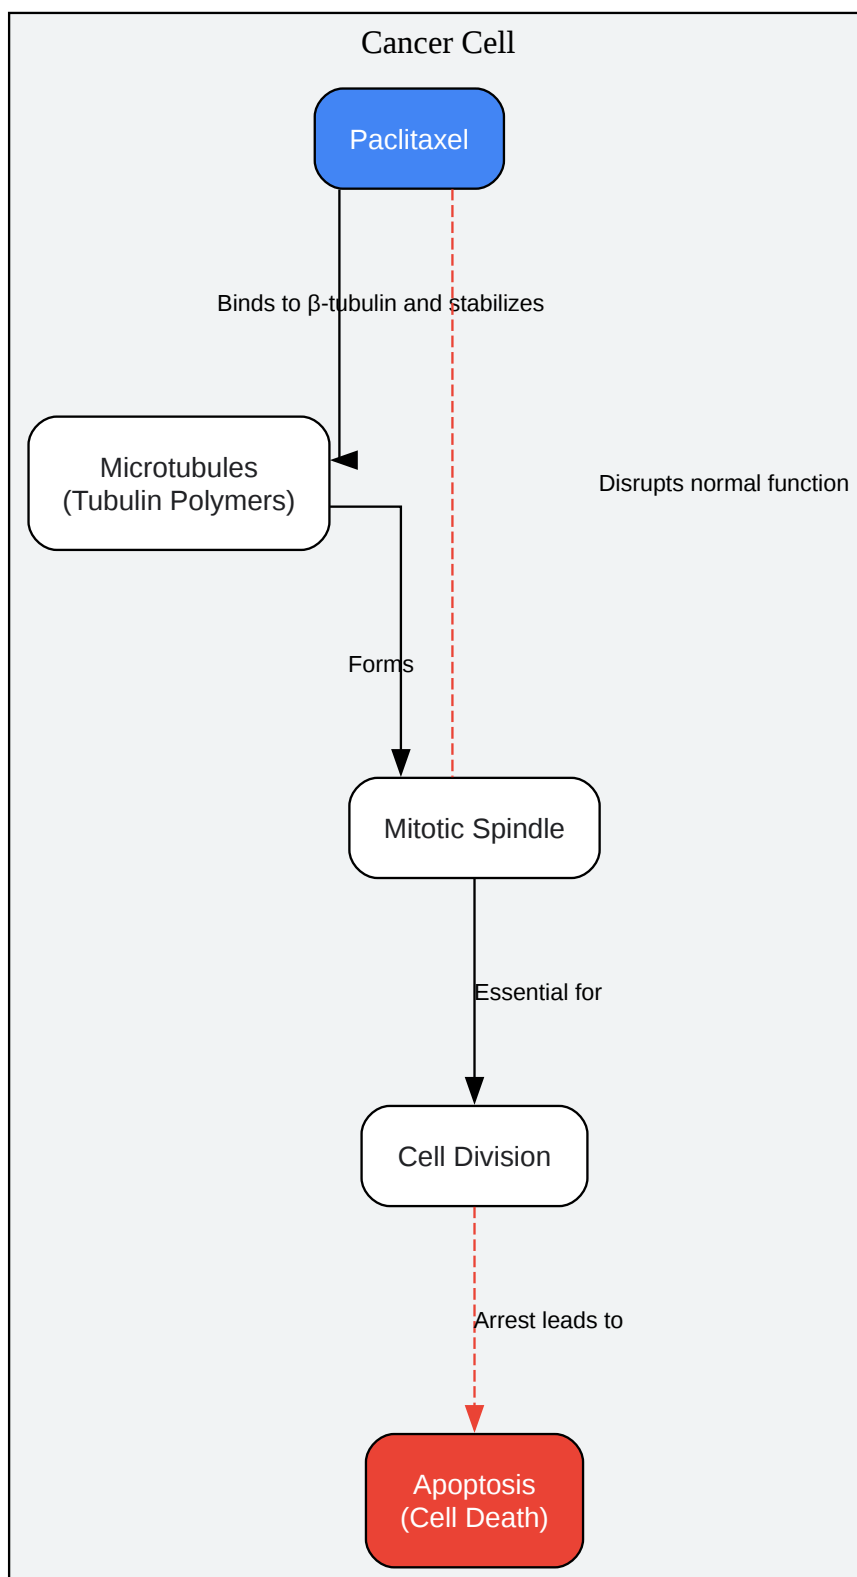 Cancer Cell
Paclitaxel
Binds to β-tubulin and stabilizes
Microtubules
(Tubulin Polymers)
Disrupts normal function
Forms
Mitotic Spindle
Essential for
Cell Division
Arrest leads to
Apoptosis
(Cell Death)